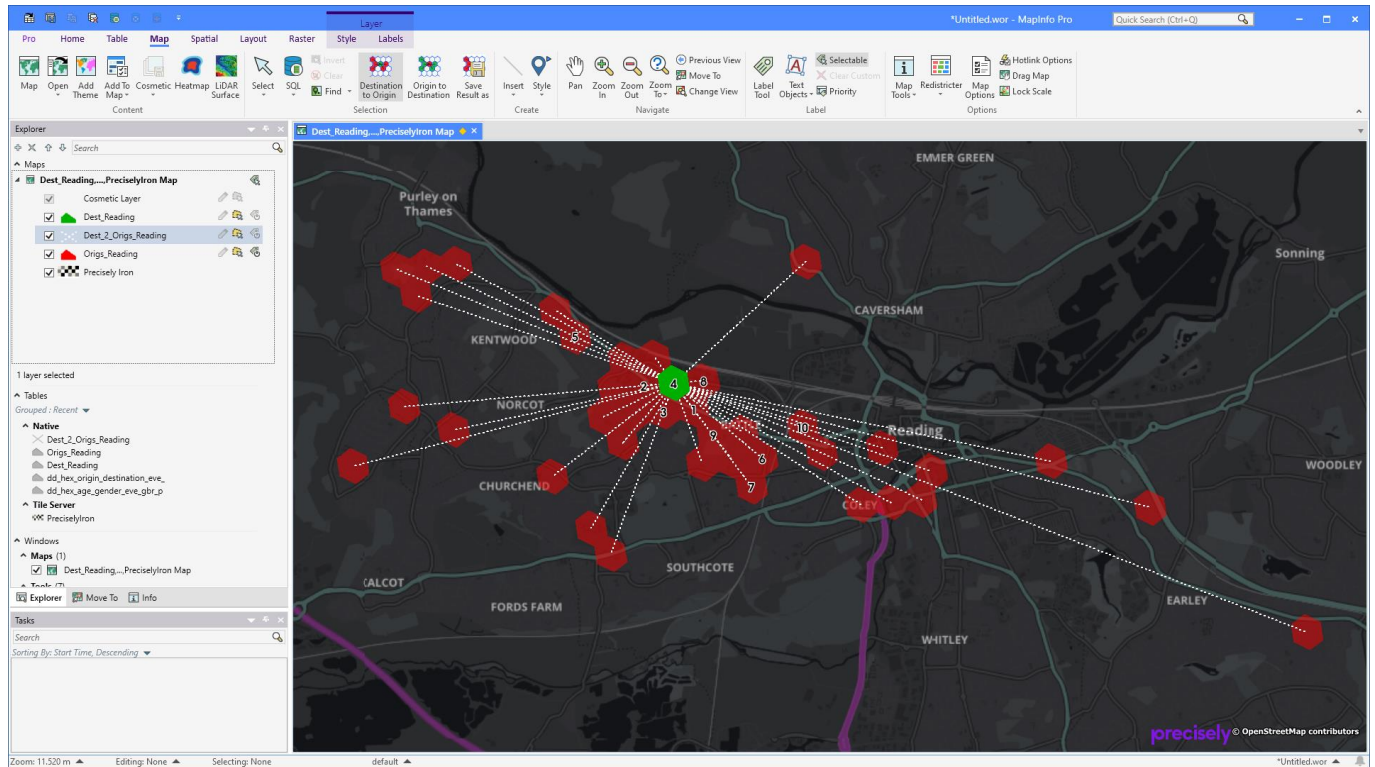 Layer
*Untitled.wor - MapInfo Pro
Quick Search (Ctrl+Q)
Pro Home Table Map Spatial Layout Raster Style Labels
Map
Open
Add Theme
Add To Map
Cosmetic
Heatmap
LiDAR Surface
Content
Select
SQL
Invert
Clear
Find
Destination to Origin
Origin to Destination
Save Result as
Selection
Insert
Style
Create
Pan
Zoom In
Zoom Out
Zoom To
Previous View
Move To
Change View
Navigate
Label Tool
Text Objects
Selectable
Clear Custom
Priority
Label
Map Tools
Redistricter
Map Options
Hotlink Options
Drag Map
Lock Scale
Options
Explorer
Search
Maps
Dest_Reading,...,PreciselyIron Map
Cosmetic Layer
Dest_Reading
Dest_2_Origs_Reading
Origs_Reading
Precisely Iron
1 layer selected
Tables
Grouped : Recent
Native
Dest_2_Origs_Reading
Origs_Reading
Dest_Reading
dd_hex_origin_destination_eve_
dd_hex_age_gender_eve_gbr_p
Tile Server
PreciselyIron
Windows
Maps (1)
Dest_Reading,...,PreciselyIron Map
Tools (7)
Explorer Move To Info
Tasks
Search
Sorting By: Start Time, Descending
Dest_Reading,...,PreciselyIron Map
EMMER GREEN
Purley on
Thames
Sonning
CAVERSHAM
KENTWOOD
5
4
8
2
NORCOT
3
1
9
10
Reading
6
WOODLEY
7
CHURCHEND
COLEY
SOUTHCOTE
CALCOT
FORDS FARM
EARLEY
WHITLEY
precisely © OpenStreetMap contributors
Zoom: 11.520 m Editing: None Selecting: None default *Untitled.wor